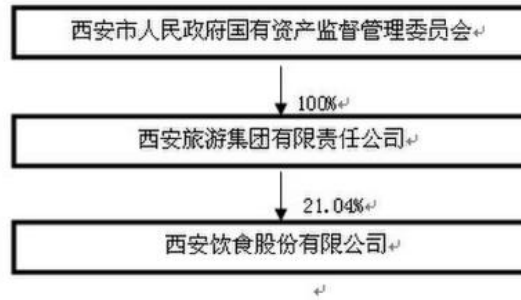 西安市人民政府国有资产监督管理委员会
100%
西安旅游集团有限责任公司
21.04%
西安饮食股份有限公司